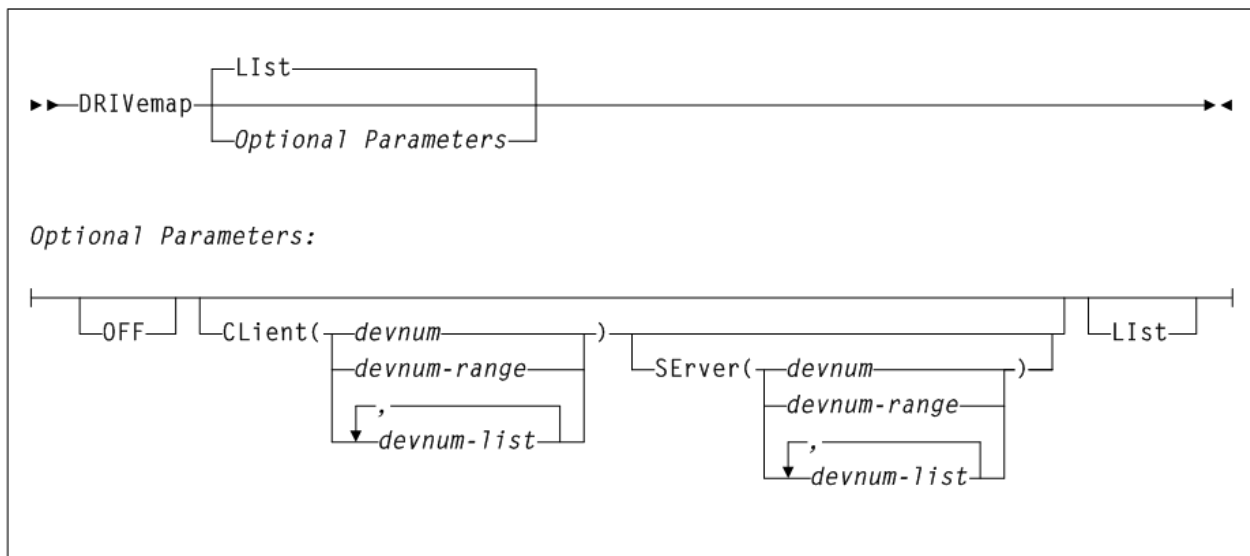 LIst
DRIVemap
Optional Parameters
Optional Parameters:
OFF CLient( devnum ) LIst
devnum-range SErver( devnum )
, devnum-range
devnum-list ,
devnum-list